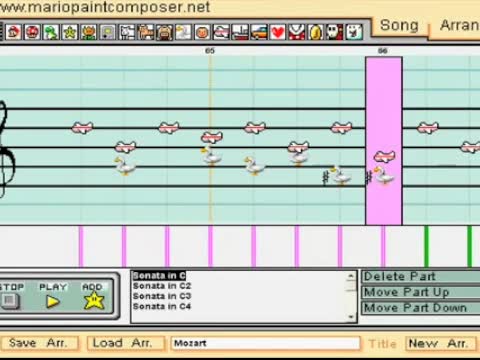 www.mariopaintcomposer.net
Song
Arran
65
66
STOP PLAY ADD
Sonata in C
Sonata in C2
Sonata in C3
Sonata in C4
Delete Part
Move Part Up
Move Part Down
Save Arr.
Load Arr.
Mozart
Title
New Arr.